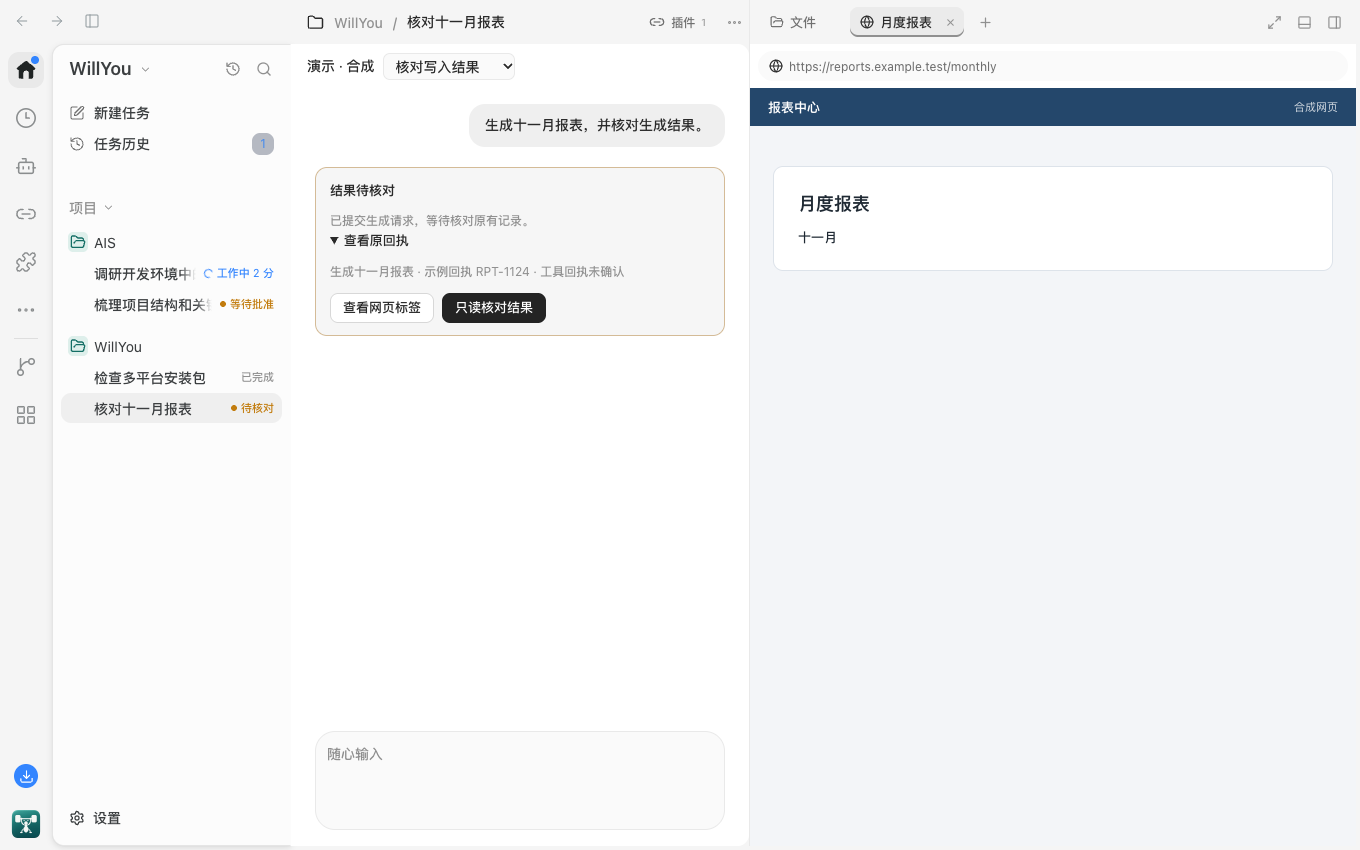 WillYou / 核对十一月报表
插件 1
文件
月度报表
WillYou
新建任务
任务历史 1
项目
AIS
调研开发环境中 工作中 2 分
梳理项目结构和关 等待批准
WillYou
检查多平台安装包 已完成
核对十一月报表 待核对
设置
演示 · 合成 核对写入结果
生成十一月报表，并核对生成结果。
结果待核对
已提交生成请求，等待核对原有记录。
查看原回执
生成十一月报表 · 示例回执 RPT-1124 · 工具回执未确认
查看网页标签 只读核对结果
随心输入
https://reports.example.test/monthly
报表中心 合成网页
月度报表
十一月